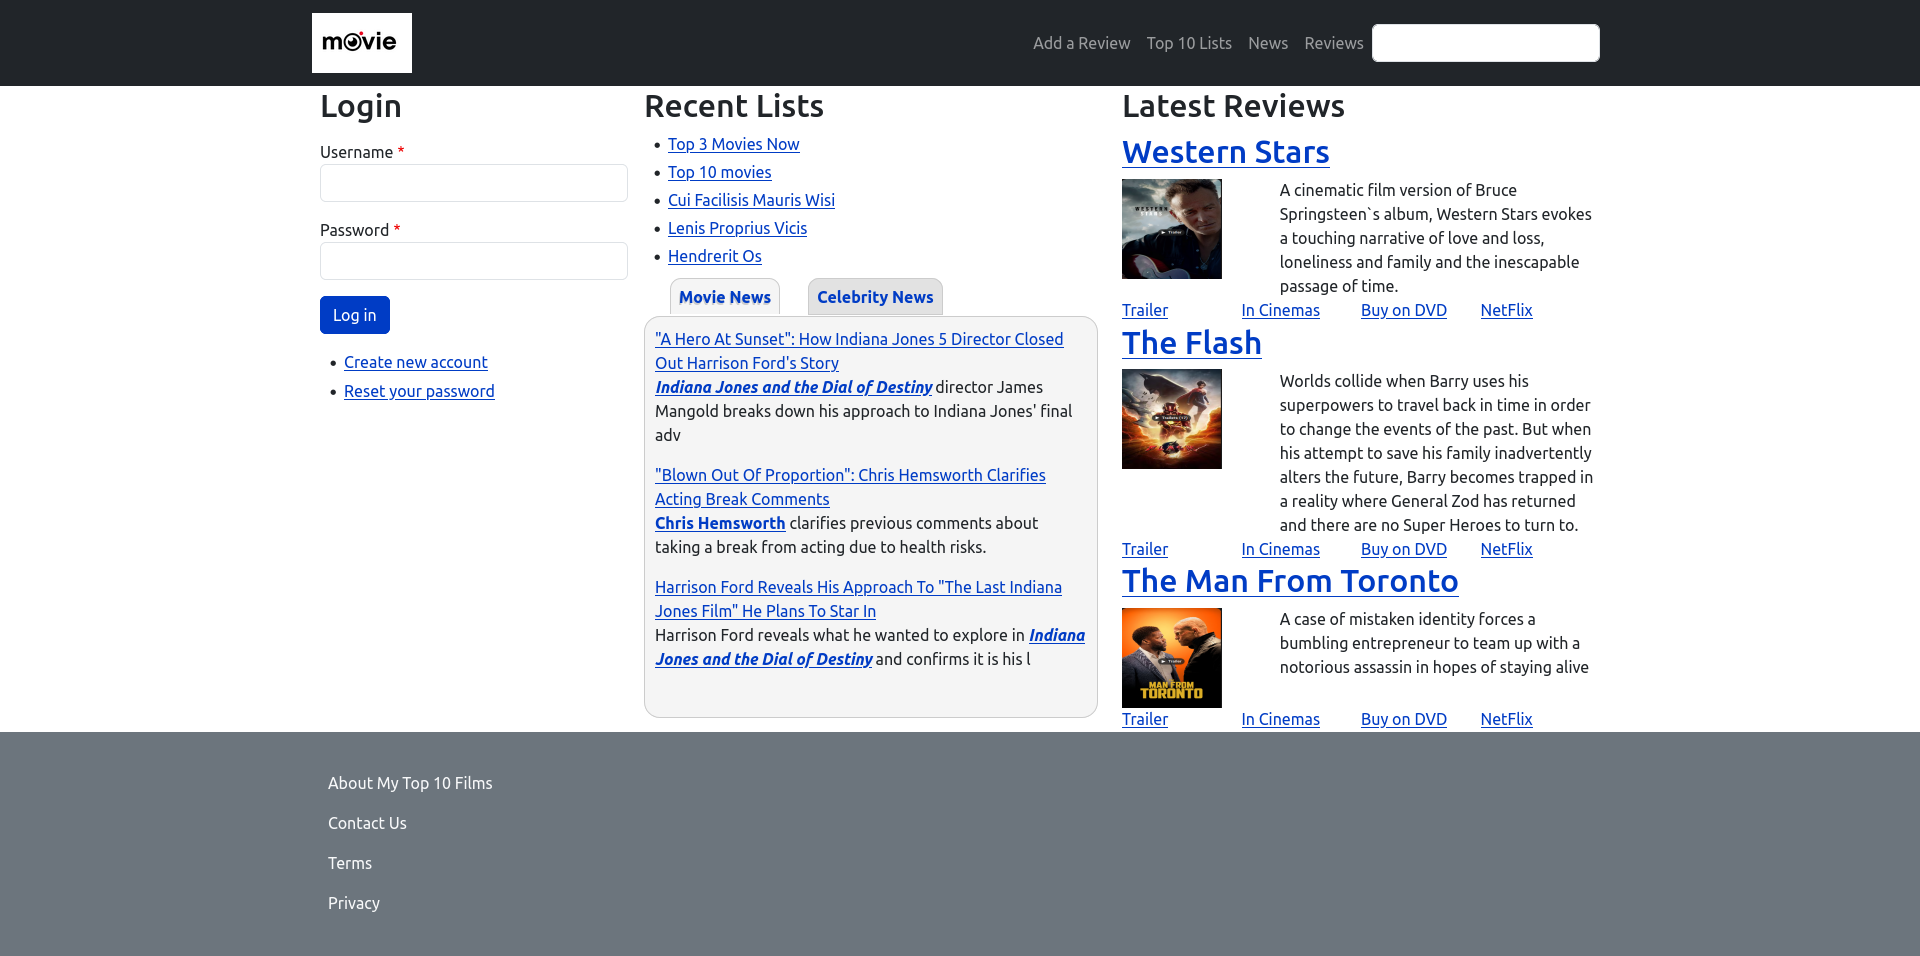 movie
Add a Review Top 10 Lists News Reviews
Login
Username *
Password *
Log in
Create new account
Reset your password
Recent Lists
Top 3 Movies Now
Top 10 movies
Cui Facilisis Mauris Wisi
Lenis Proprius Vicis
Hendrerit Os
Movie News Celebrity News
"A Hero At Sunset": How Indiana Jones 5 Director Closed
Out Harrison Ford's Story
Indiana Jones and the Dial of Destiny director James
Mangold breaks down his approach to Indiana Jones' final
adv
"Blown Out Of Proportion": Chris Hemsworth Clarifies
Acting Break Comments
Chris Hemsworth clarifies previous comments about
taking a break from acting due to health risks.
Harrison Ford Reveals His Approach To "The Last Indiana
Jones Film" He Plans To Star In
Harrison Ford reveals what he wanted to explore in Indiana
Jones and the Dial of Destiny and confirms it is his l
Latest Reviews
Western Stars
WESTERN
STARS
Trailer
A cinematic film version of Bruce
Springsteen`s album, Western Stars evokes
a touching narrative of love and loss,
loneliness and family and the inescapable
passage of time.
Trailer In Cinemas Buy on DVD NetFlix
The Flash
Worlds collide when Barry uses his
superpowers to travel back in time in order
to change the events of the past. But when
his attempt to save his family inadvertently
alters the future, Barry becomes trapped in
a reality where General Zod has returned
and there are no Super Heroes to turn to.
Trailer In Cinemas Buy on DVD NetFlix
The Man From Toronto
Trailer
MAN FROM
TORONTO
A case of mistaken identity forces a
bumbling entrepreneur to team up with a
notorious assassin in hopes of staying alive
Trailer In Cinemas Buy on DVD NetFlix
About My Top 10 Films
Contact Us
Terms
Privacy